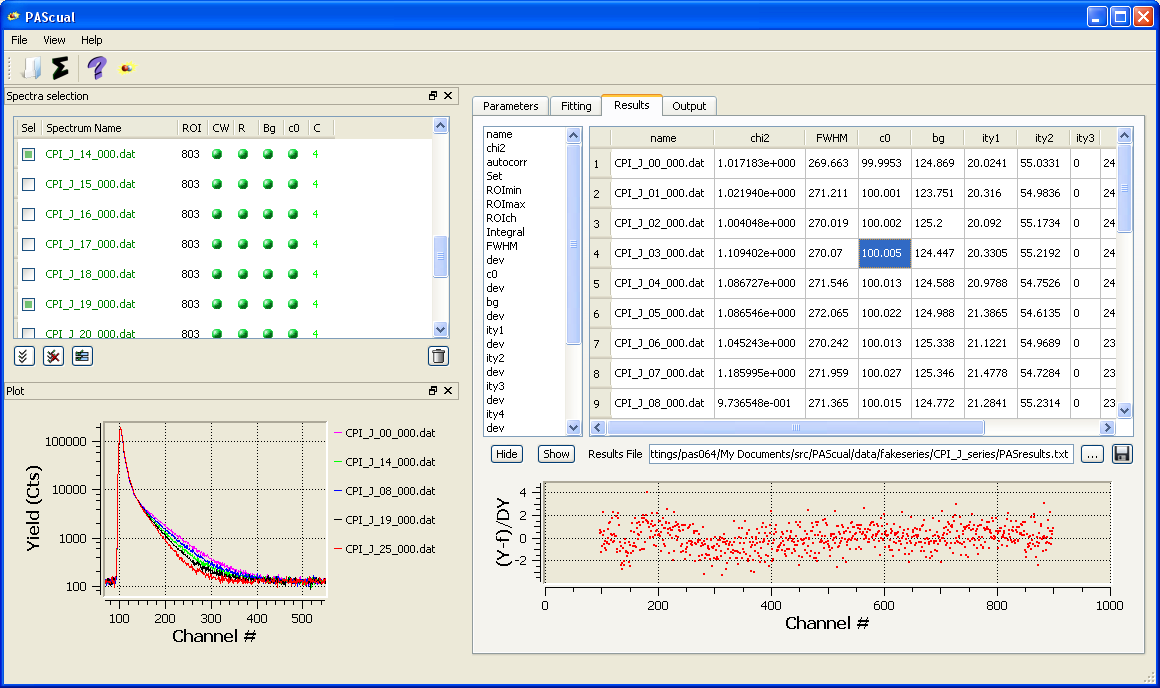 PAScual
File View Help
Spectra selection
Sel Spectrum Name ROI CW R Bg c0 C
CPI_J_14_000.dat 803 4
CPI_J_15_000.dat 803 4
CPI_J_16_000.dat 803 4
CPI_J_17_000.dat 803 4
CPI_J_18_000.dat 803 4
CPI_J_19_000.dat 803 4
CPI_J_20_000.dat 803 4
Plot
100000
10000
1000
100
Yield (Cts)
100 200 300 400 500
Channel #
CPI_J_00_000.dat
CPI_J_14_000.dat
CPI_J_08_000.dat
CPI_J_19_000.dat
CPI_J_25_000.dat
Parameters Fitting Results Output
name
chi2
autocorr
Set
ROImin
ROImax
ROIch
Integral
FWHM
dev
c0
dev
bg
dev
ity1
dev
ity2
dev
ity3
dev
ity4
dev
name chi2 FWHM c0 bg ity1 ity2 ity3
1 CPI_J_00_000.dat 1.017183e+000 269.663 99.9953 124.869 20.0241 55.0331 0 24
2 CPI_J_01_000.dat 1.021940e+000 271.211 100.001 123.751 20.316 54.9836 0 24
3 CPI_J_02_000.dat 1.004048e+000 270.019 100.002 125.2 20.092 55.1734 0 24
4 CPI_J_03_000.dat 1.109402e+000 270.07 100.005 124.447 20.3305 55.2192 0 24
5 CPI_J_04_000.dat 1.086727e+000 271.546 100.013 124.588 20.9788 54.7526 0 24
6 CPI_J_05_000.dat 1.086546e+000 272.065 100.022 124.988 21.3865 54.6135 0 24
7 CPI_J_06_000.dat 1.045243e+000 270.242 100.013 125.338 21.1221 54.9689 0 23
8 CPI_J_07_000.dat 1.185995e+000 271.959 100.027 125.346 21.4778 54.7284 0 23
9 CPI_J_08_000.dat 9.736548e-001 271.365 100.015 124.772 21.2841 55.2314 0 23
Hide Show Results File ttings/pas064/My Documents/src/PAScual/data/fakeseries/CPI_J_series/PASresults.txt ...
4
2
0
-2
(Y-f)/DY
0 200 400 600 800 1000
Channel #